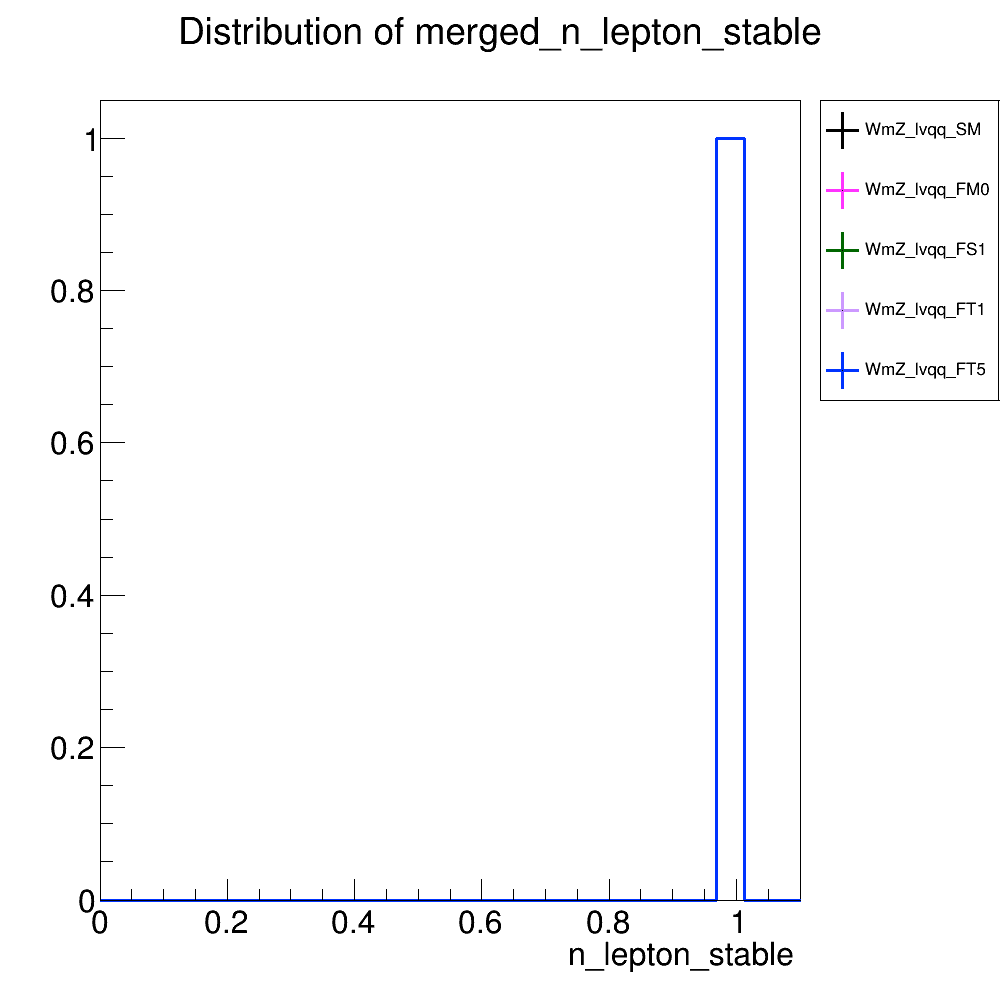 Distribution of merged_n_lepton_stable
1
0.8
0.6
0.4
0.2
0
0 0.2 0.4 0.6 0.8 1
n_lepton_stable
WmZ_lvqq_SM
WmZ_lvqq_FM0
WmZ_lvqq_FS1
WmZ_lvqq_FT1
WmZ_lvqq_FT5